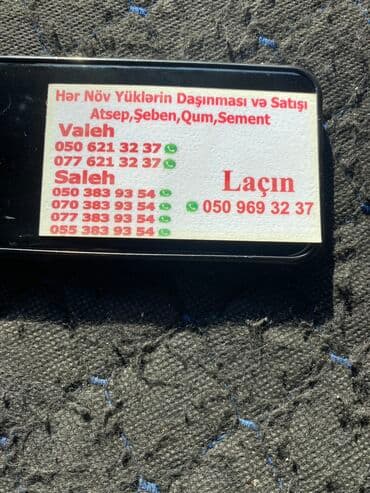 Hər Növ Yüklərin Daşınması və Satışı
Atsep,Şeben,Qum,Sement
Valeh
050 621 32 37
077 621 32 37
Saleh
050 383 93 54
070 383 93 54
077 383 93 54
055 383 93 54
Laçın
050 969 32 37